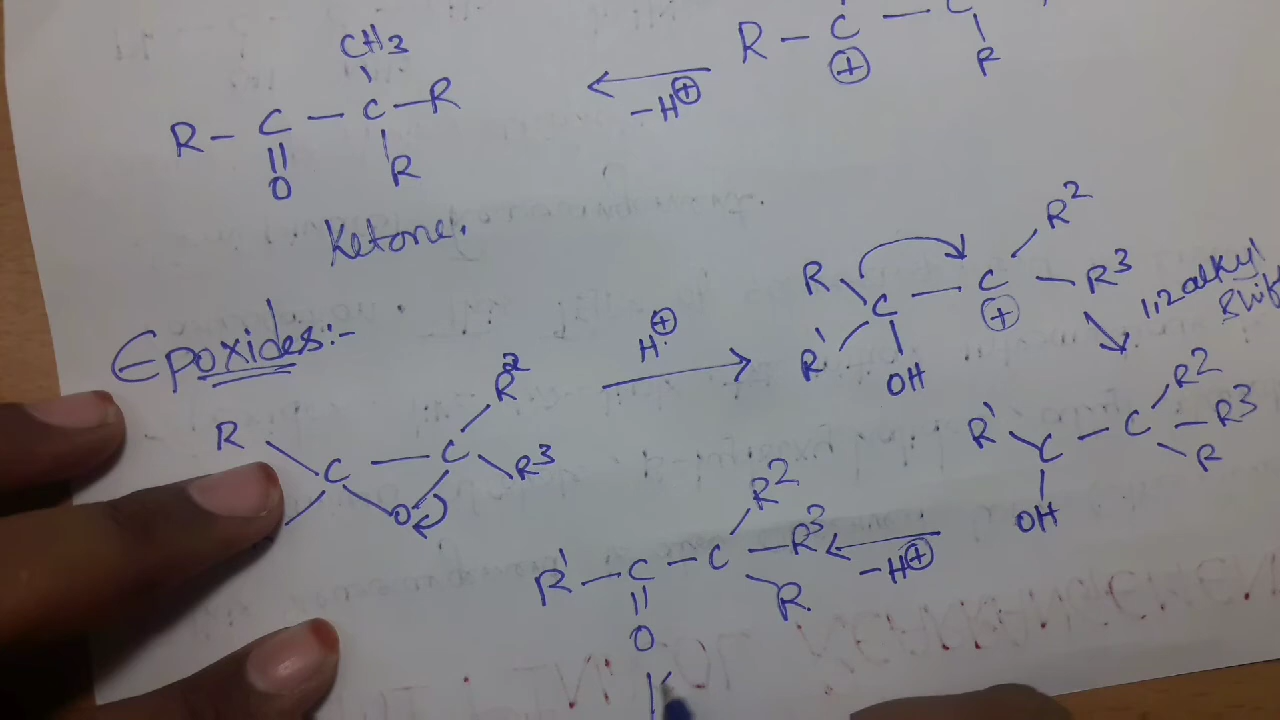 CH3
R - C - C - R
R - C - C
⊕
R
-H⊕
O
R
Ketone.
Epoxides:-
H⊕
R C - C R2
R' R3
⊕
OH
1,2 alkyl
Shift
R C - C R2
R3
O
R' C - C R2
R3
R
OH
-H⊕
R' - C - C R2
R3
R
O